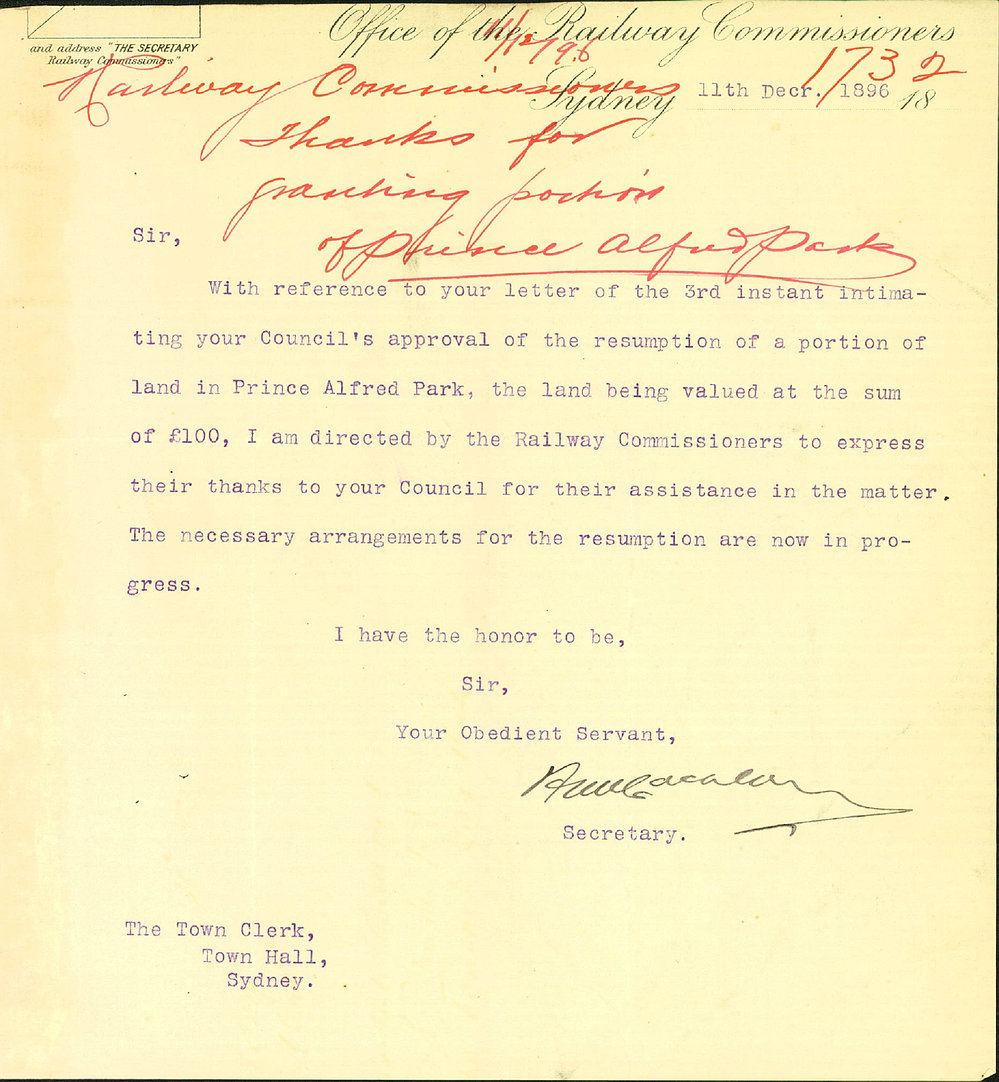 and address "THE SECRETARY
Railway Commissioners"
Office of the Railway Commissioners
11/12/96
1732
Railway Commissioners
Sydney 11th Decr. 1896 18
Thanks for
granting portion
of Prince Alfred Park
Sir,
With reference to your letter of the 3rd instant intima-
ting your Council's approval of the resumption of a portion of
land in Prince Alfred Park, the land being valued at the sum
of £100, I am directed by the Railway Commissioners to express
their thanks to your Council for their assistance in the matter.
The necessary arrangements for the resumption are now in pro-
gress.
I have the honor to be,
Sir,
Your Obedient Servant,
Secretary.
The Town Clerk,
Town Hall,
Sydney.